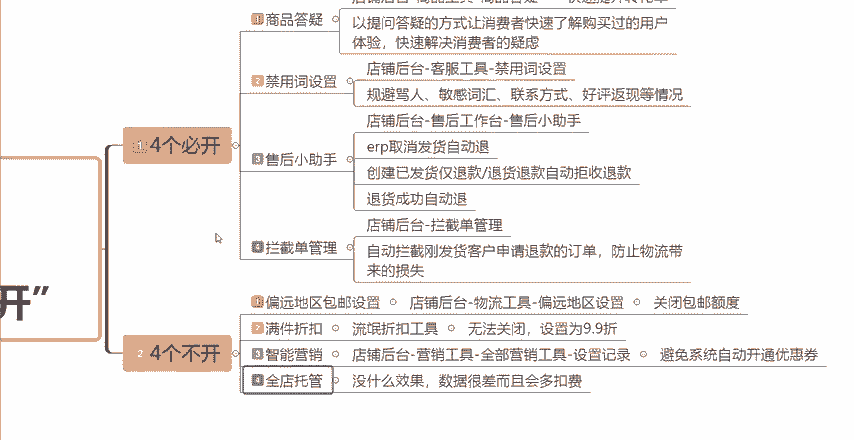 1 商品答疑
以提问答疑的方式让消费者快速了解购买过的用户
体验，快速解决消费者的疑虑
2 禁用词设置
店铺后台-客服工具-禁用词设置
规避骂人、敏感词汇、联系方式、好评返现等情况
1 4个必开
3 售后小助手
店铺后台-售后工作台-售后小助手
erp取消发货自动退
创建已发货仅退款/退货退款自动拒收退款
退货成功自动退
4 拦截单管理
店铺后台-拦截单管理
自动拦截刚发货客户申请退款的订单，防止物流带
来的损失
开”
2 4个不开
1 偏远地区包邮设置 店铺后台-物流工具-偏远地区设置 关闭包邮额度
2 满件折扣 流氓折扣工具 无法关闭，设置为9.9折
3 智能营销 店铺后台-营销工具-全部营销工具-设置记录 避免系统自动开通优惠券
4 全店托管 没什么效果，数据很差而且会多扣费